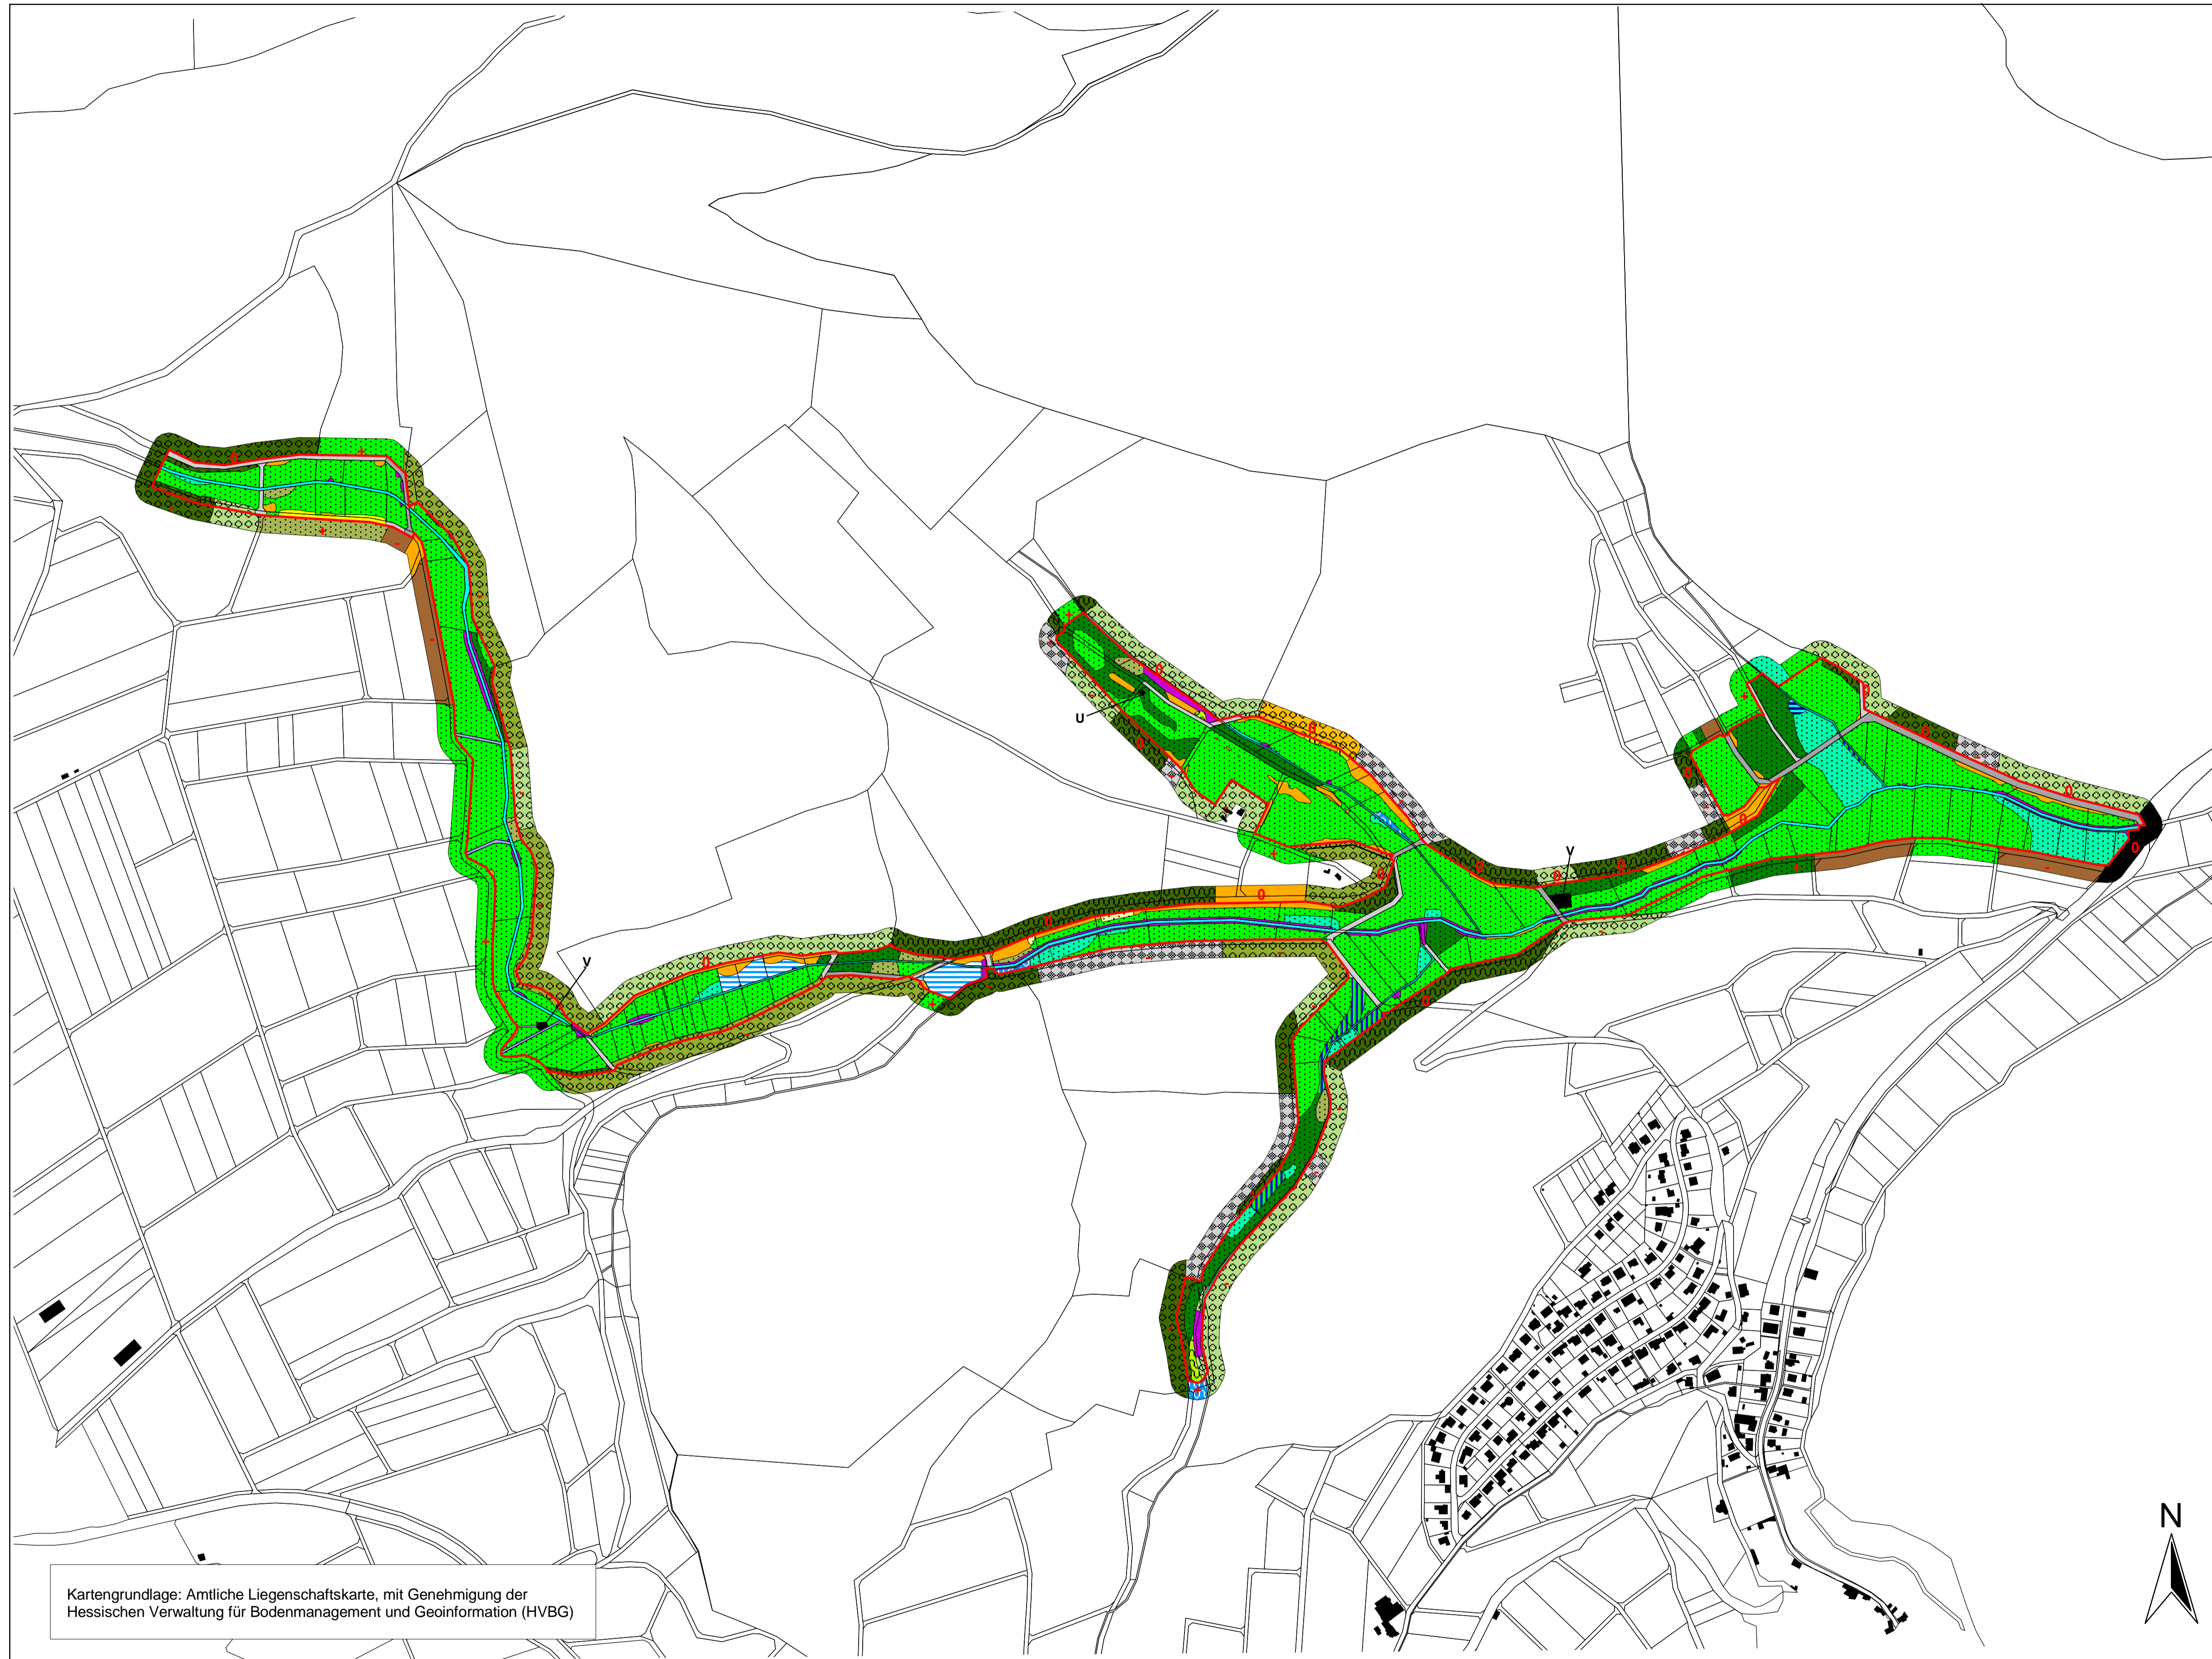 U
V
V
N
Kartengrundlage: Amtliche Liegenschaftskarte, mit Genehmigung der
Hessischen Verwaltung für Bodenmanagement und Geoinformation (HVBG)